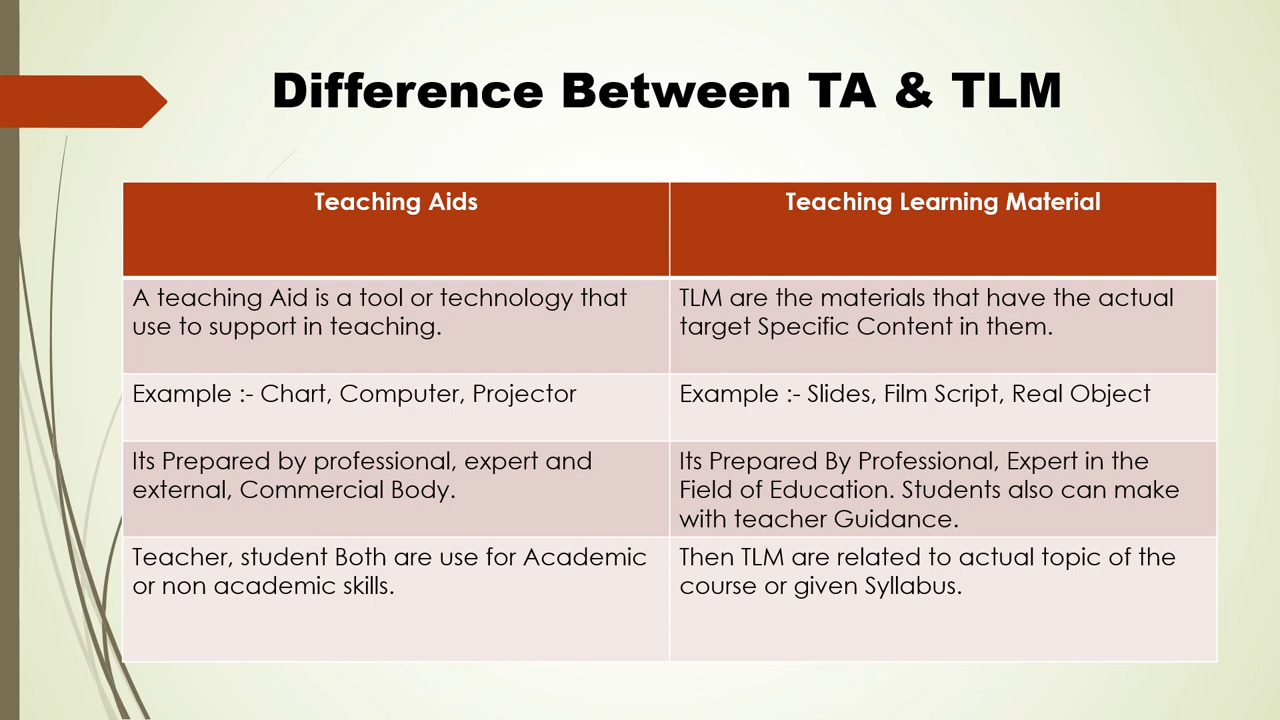 Difference Between TA & TLM
Teaching Aids
Teaching Learning Material
A teaching Aid is a tool or technology that
use to support in teaching.
TLM are the materials that have the actual
target Specific Content in them.
Example :- Chart, Computer, Projector
Example :- Slides, Film Script, Real Object
Its Prepared by professional, expert and
external, Commercial Body.
Its Prepared By Professional, Expert in the
Field of Education. Students also can make
with teacher Guidance.
Teacher, student Both are use for Academic
or non academic skills.
Then TLM are related to actual topic of the
course or given Syllabus.